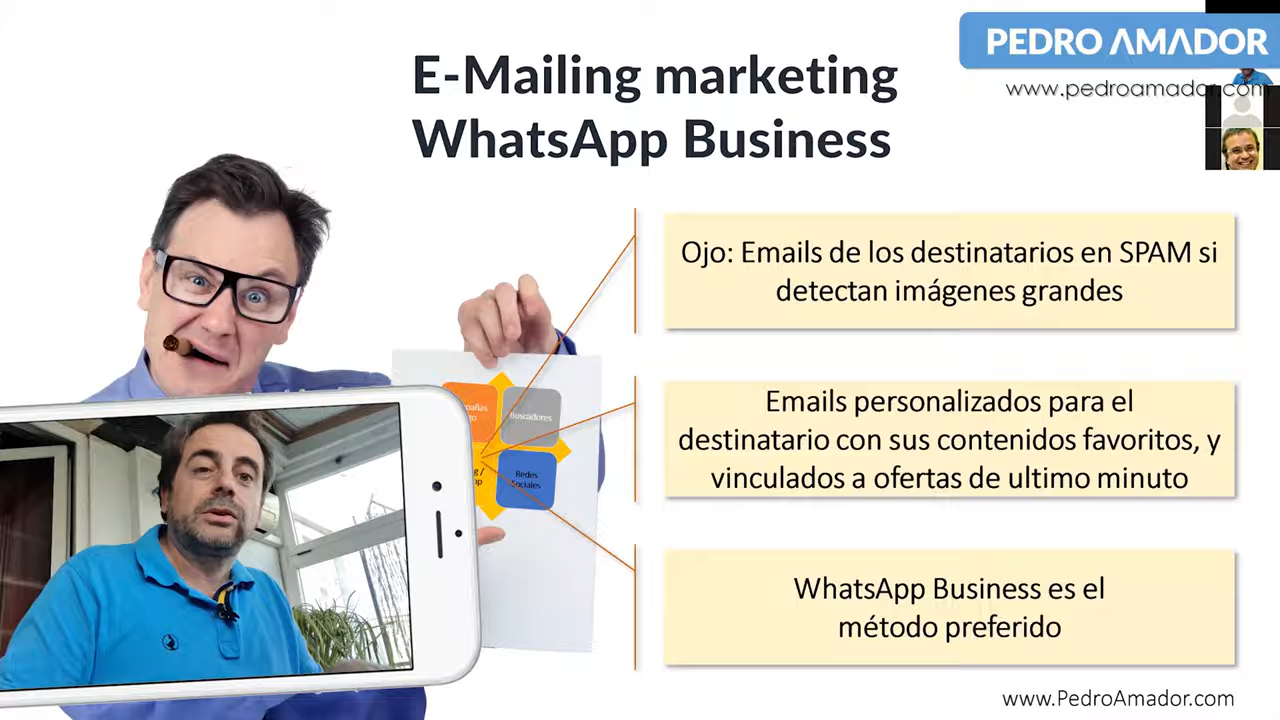 PEDRO AMADOR
www.pedroamador.com
E-Mailing marketing
WhatsApp Business
Ojo: Emails de los destinatarios en SPAM si
detectan imágenes grandes
Buscadores
Redes
Sociales
Emails personalizados para el
destinatario con sus contenidos favoritos, y
vinculados a ofertas de ultimo minuto
WhatsApp Business es el
método preferido
www.PedroAmador.com